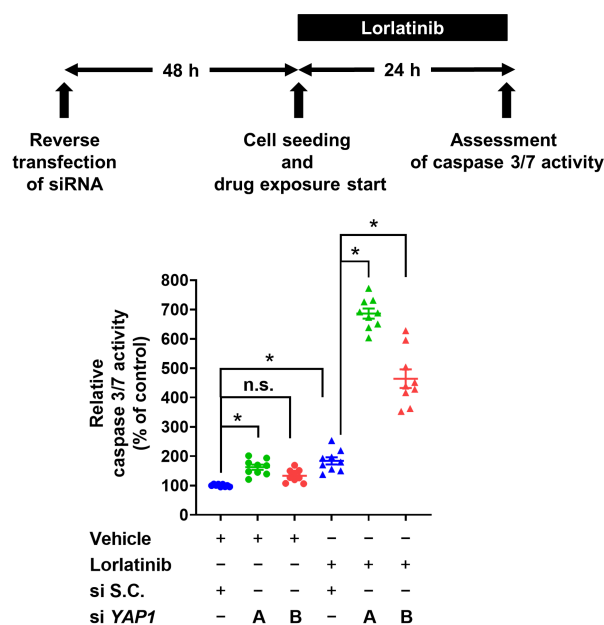 Lorlatinib
48 h
24 h
Reverse
transfection
of siRNA
Cell seeding
and
drug exposure start
Assessment
of caspase 3/7 activity
Relative
caspase 3/7 activity
(% of control)
800
700
600
500
400
300
200
100
0
*
n.s.
*
*
*
Vehicle + + + – – –
Lorlatinib – – – + + +
si S.C. + – – + – –
si YAP1 – A B – A B